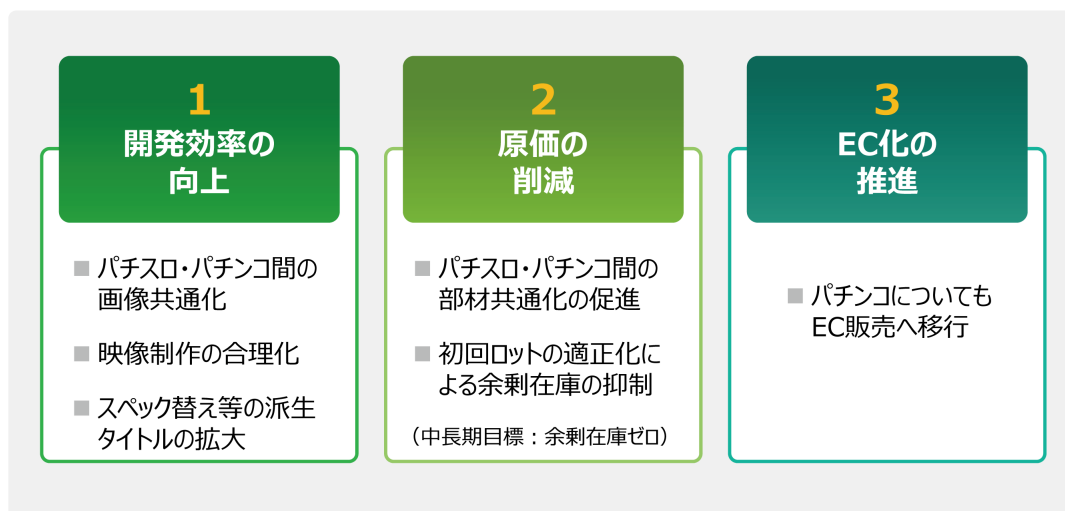 1
開発効率の
向上
■ パチスロ・パチンコ間の
画像共通化
■ 映像制作の合理化
■ スペック替え等の派生
タイトルの拡大
2
原価の
削減
■ パチスロ・パチンコ間の
部材共通化の促進
■ 初回ロットの適正化に
よる余剰在庫の抑制
（中長期目標：余剰在庫ゼロ）
3
EC化の
推進
■ パチンコについても
EC販売へ移行